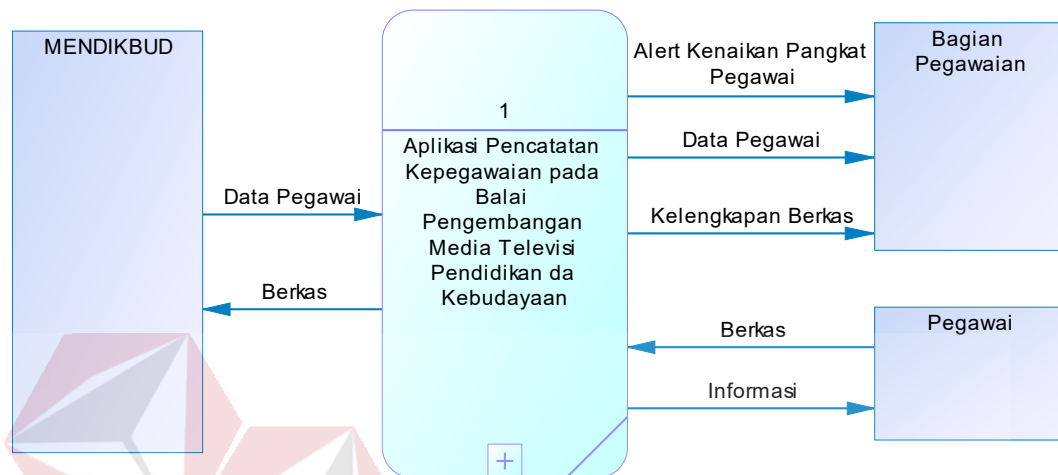 MENDIKBUD
Data Pegawai
Berkas
1
Aplikasi Pencatatan
Kepegawaian pada
Balai
Pengembangan
Media Televisi
Pendidikan da
Kebudayaan
Alert Kenaikan Pangkat
Pegawai
Data Pegawai
Kelengkapan Berkas
Berkas
Informasi
Bagian
Pegawaian
Pegawai